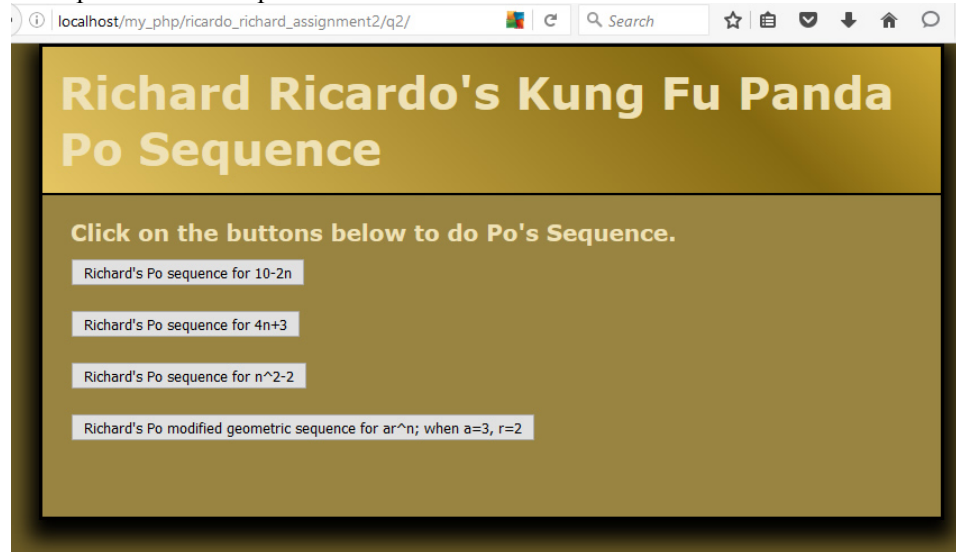 localhost/my_php/ricardo_richard_assignment2/q2/
Search
Richard Ricardo's Kung Fu Panda
Po Sequence
Click on the buttons below to do Po's Sequence.
Richard's Po sequence for 10-2n
Richard's Po sequence for 4n+3
Richard's Po sequence for n^2-2
Richard's Po modified geometric sequence for ar^n; when a=3, r=2